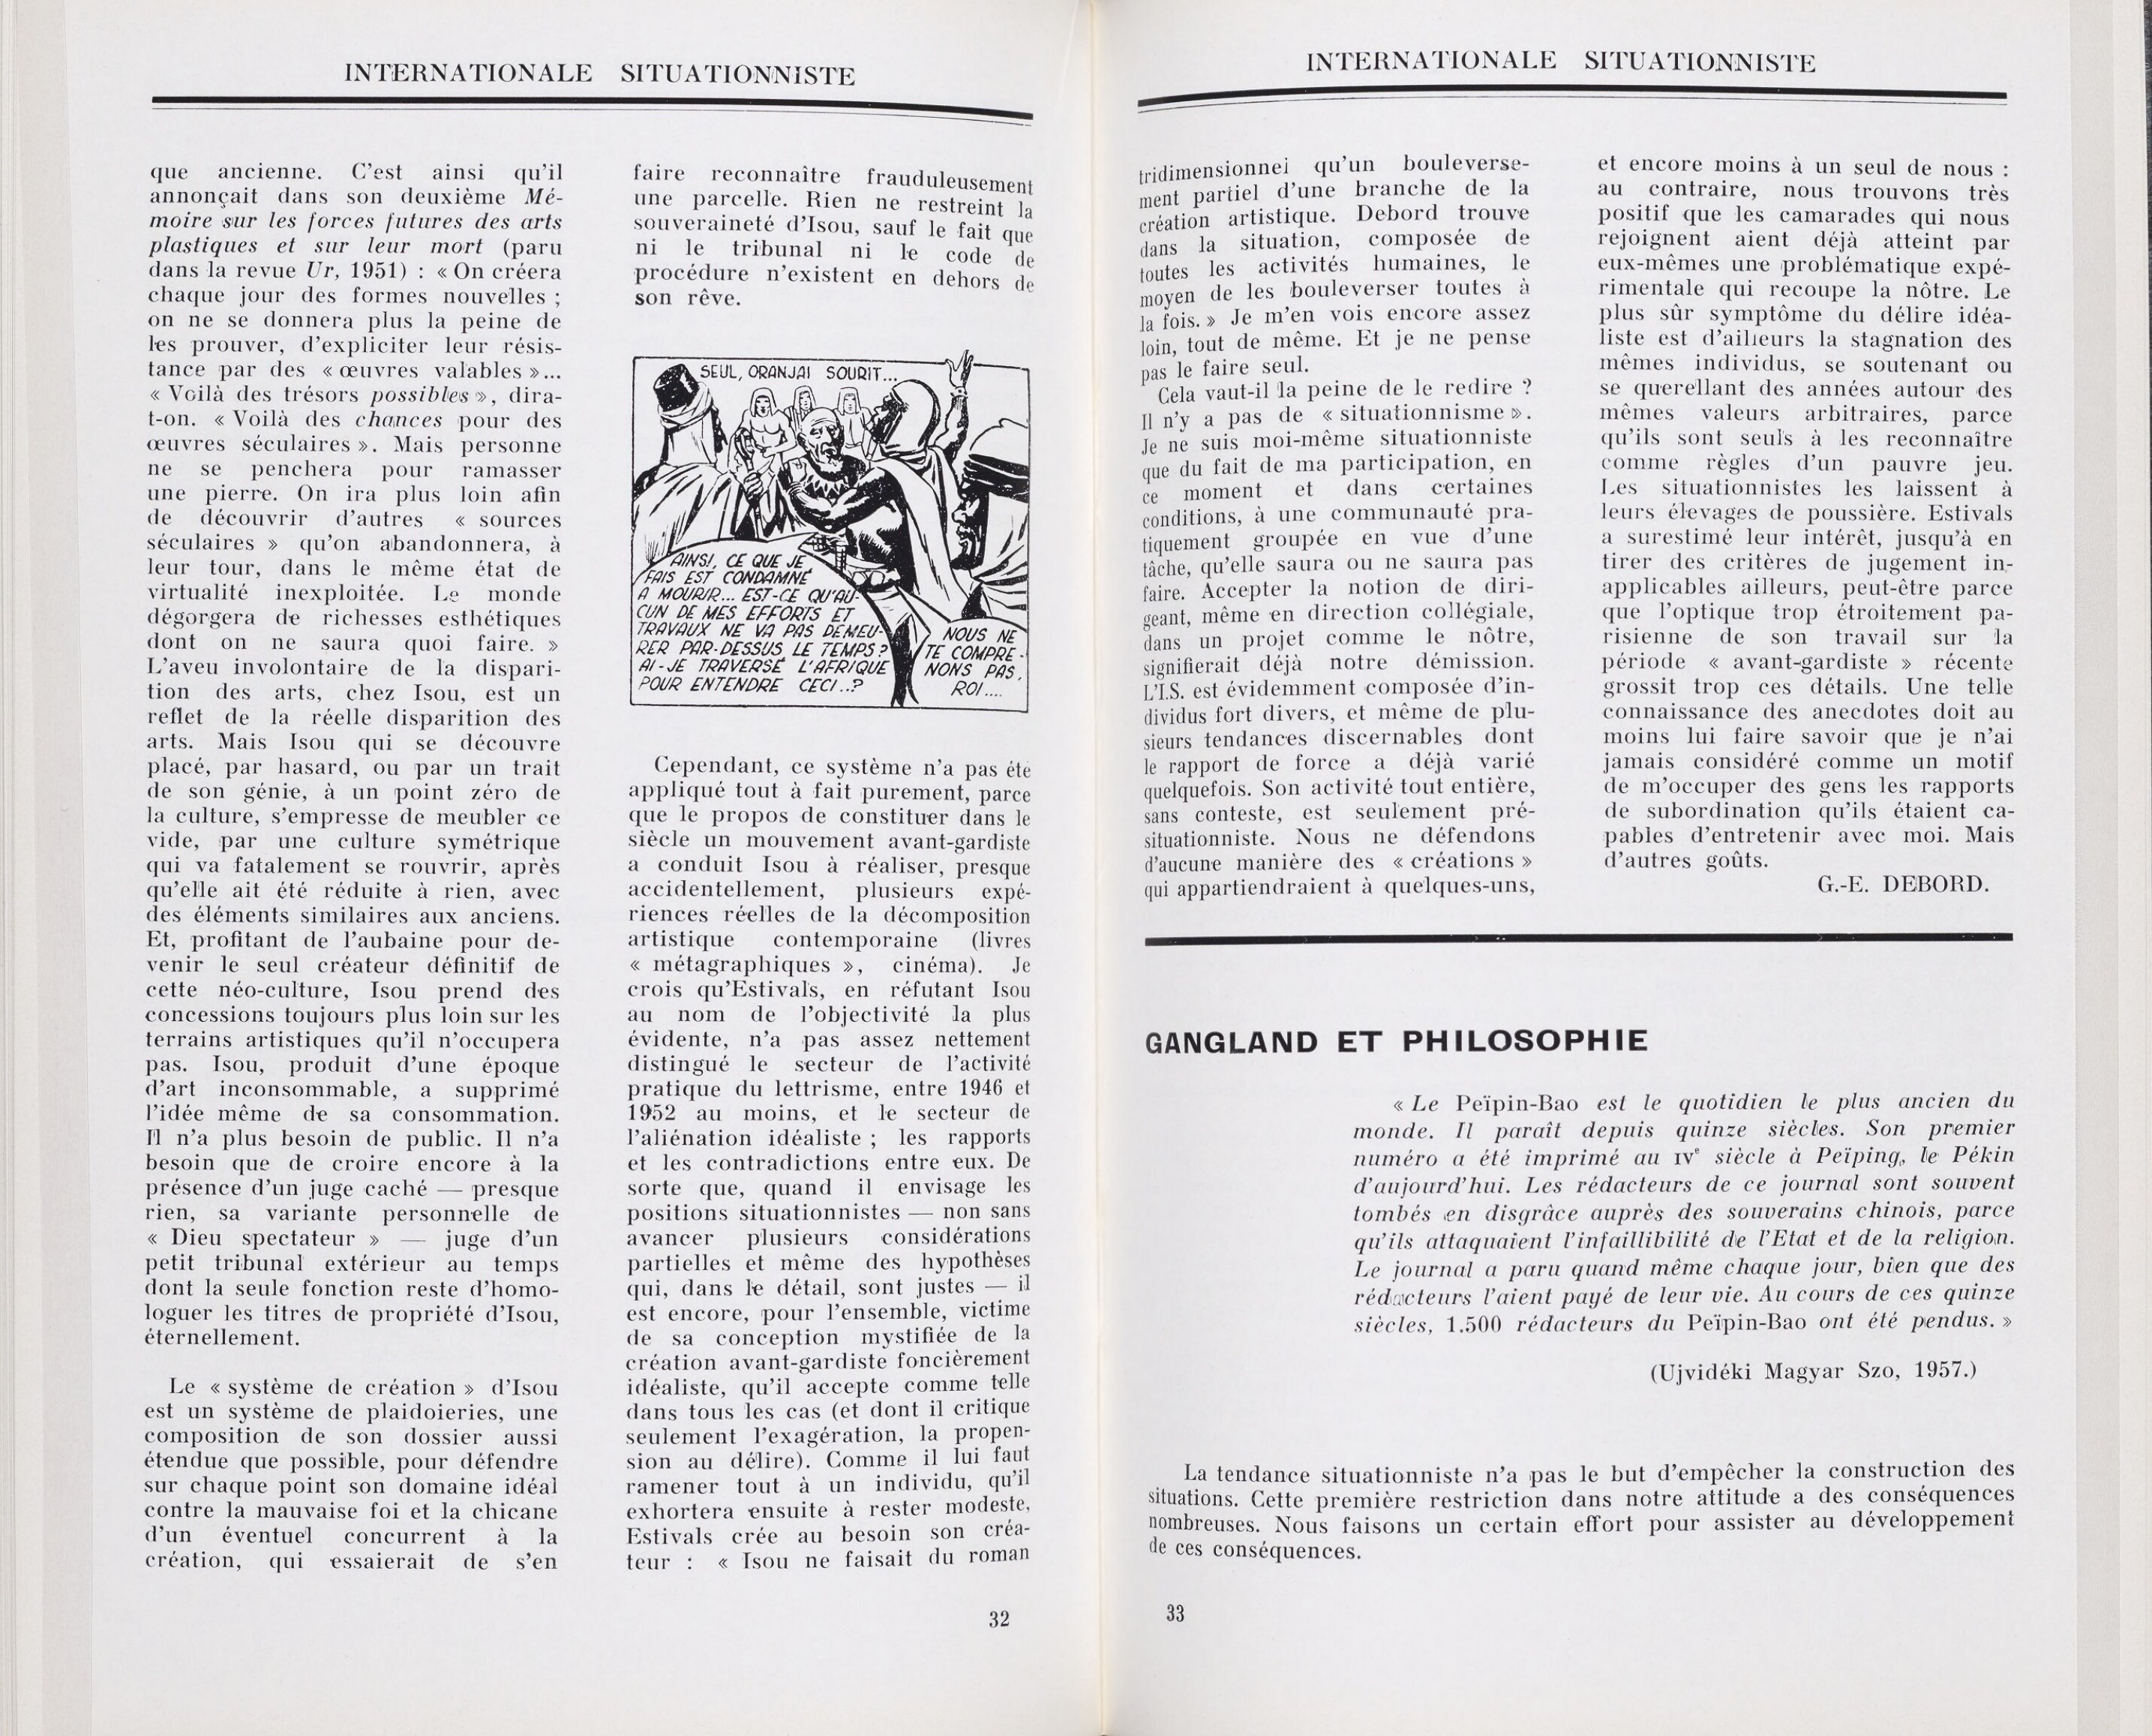 INTERNATIONALE SITUATIONNISTE
que ancienne. C'est ainsi qu'il
annonçait dans son deuxième Mé-
moire sur les forces futures des arts
plastiques et sur leur mort (paru
dans la revue Ur, 1951) : « On créera
chaque jour des formes nouvelles ;
on ne se donnera plus la peine de
les prouver, d'expliciter leur résis-
tance par des « œuvres valables »...
« Voilà des trésors possibles », dira-
t-on. « Voilà des chances pour des
œuvres séculaires ». Mais personne
ne se penchera pour ramasser
une pierre. On ira plus loin afin
de découvrir d'autres « sources
séculaires » qu'on abandonnera, à
leur tour, dans le même état de
virtualité inexploitée. Le monde
dégorgera de richesses esthétiques
dont on ne saura quoi faire. »
L'aveu involontaire de la dispari-
tion des arts, chez Isou, est un
reflet de la réelle disparition des
arts. Mais Isou qui se découvre
placé, par hasard, ou par un trait
de son génie, à un point zéro de
la culture, s'empresse de meubler ce
vide, par une culture symétrique
qui va fatalement se rouvrir, après
qu'elle ait été réduite à rien, avec
des éléments similaires aux anciens.
Et, profitant de l'aubaine pour de-
venir le seul créateur définitif de
cette néo-culture, Isou prend des
concessions toujours plus loin sur les
terrains artistiques qu'il n'occupera
pas. Isou, produit d'une époque
d'art inconsommable, a supprimé
l'idée même de sa consommation.
Il n'a plus besoin de public. Il n'a
besoin que de croire encore à la
présence d'un juge caché — presque
rien, sa variante personnelle de
« Dieu spectateur » — juge d'un
petit tribunal extérieur au temps
dont la seule fonction reste d'homo-
loguer les titres de propriété d'Isou,
éternellement.
Le « système de création » d'Isou
est un système de plaidoieries, une
composition de son dossier aussi
étendue que possible, pour défendre
sur chaque point son domaine idéal
contre la mauvaise foi et la chicane
d'un éventuel concurrent à la
création, qui essaierait de s'en
faire reconnaître frauduleusement
une parcelle. Rien ne restreint la
souveraineté d'Isou, sauf le fait que
ni le tribunal ni le code de
procédure n'existent en dehors de
son rêve.
SEUL, ORANJAI SOURIT...
AINSI, CE QUE JE
FAIS EST CONDAMNÉ
A MOURIR... EST-CE QU'AU-
CUN DE MES EFFORTS ET
TRAVAUX NE VA PAS DEMEU-
RER PAR-DESSUS LE TEMPS ?
AI-JE TRAVERSÉ L'AFRIQUE
POUR ENTENDRE CECI..?
NOUS NE
TE COMPRE-
NONS PAS,
ROI....
Cependant, ce système n'a pas été
appliqué tout à fait purement, parce
que le propos de constituer dans le
siècle un mouvement avant-gardiste
a conduit Isou à réaliser, presque
accidentellement, plusieurs expé-
riences réelles de la décomposition
artistique contemporaine (livres
« métagraphiques », cinéma). Je
crois qu'Estivals, en réfutant Isou
au nom de l'objectivité la plus
évidente, n'a pas assez nettement
distingué le secteur de l'activité
pratique du lettrisme, entre 1946 et
1952 au moins, et le secteur de
l'aliénation idéaliste ; les rapports
et les contradictions entre eux. De
sorte que, quand il envisage les
positions situationnistes — non sans
avancer plusieurs considérations
partielles et même des hypothèses
qui, dans le détail, sont justes — il
est encore, pour l'ensemble, victime
de sa conception mystifiée de la
création avant-gardiste foncièrement
idéaliste, qu'il accepte comme telle
dans tous les cas (et dont il critique
seulement l'exagération, la propen-
sion au délire). Comme il lui faut
ramener tout à un individu, qu'il
exhortera ensuite à rester modeste,
Estivals crée au besoin son créa-
teur : « Isou ne faisait du roman
32
INTERNATIONALE SITUATIONNISTE
tridimensionnel qu'un bouleverse-
ment partiel d'une branche de la
création artistique. Debord trouve
dans la situation, composée de
toutes les activités humaines, le
moyen de les bouleverser toutes à
la fois. » Je m'en vois encore assez
loin, tout de même. Et je ne pense
pas le faire seul.
Cela vaut-il la peine de le redire ?
Il n'y a pas de « situationnisme ».
Je ne suis moi-même situationniste
que du fait de ma participation, en
ce moment et dans certaines
conditions, à une communauté pra-
tiquement groupée en vue d'une
tâche, qu'elle saura ou ne saura pas
faire. Accepter la notion de diri-
geant, même en direction collégiale,
dans un projet comme le nôtre,
signifierait déjà notre démission.
L'I.S. est évidemment composée d'in-
dividus fort divers, et même de plu-
sieurs tendances discernables dont
le rapport de force a déjà varié
quelquefois. Son activité tout entière,
sans conteste, est seulement pré-
situationniste. Nous ne défendons
d'aucune manière des « créations »
qui appartiendraient à quelques-uns,
et encore moins à un seul de nous :
au contraire, nous trouvons très
positif que les camarades qui nous
rejoignent aient déjà atteint par
eux-mêmes une problématique expé-
rimentale qui recoupe la nôtre. Le
plus sûr symptôme du délire idéa-
liste est d'ailleurs la stagnation des
mêmes individus, se soutenant ou
se querellant des années autour des
mêmes valeurs arbitraires, parce
qu'ils sont seuls à les reconnaître
comme règles d'un pauvre jeu.
Les situationnistes les laissent à
leurs élevages de poussière. Estivals
a surestimé leur intérêt, jusqu'à en
tirer des critères de jugement in-
applicables ailleurs, peut-être parce
que l'optique trop étroitement pa-
risienne de son travail sur la
période « avant-gardiste » récente
grossit trop ces détails. Une telle
connaissance des anecdotes doit au
moins lui faire savoir que je n'ai
jamais considéré comme un motif
de m'occuper des gens les rapports
de subordination qu'ils étaient ca-
pables d'entretenir avec moi. Mais
d'autres goûts.
G.-E. DEBORD.
GANGLAND ET PHILOSOPHIE
« Le Peïpin-Bao est le quotidien le plus ancien du
monde. Il paraît depuis quinze siècles. Son premier
numéro a été imprimé au IVe siècle à Peïping, le Pékin
d'aujourd'hui. Les rédacteurs de ce journal sont souvent
tombés en disgrâce auprès des souverains chinois, parce
qu'ils attaquaient l'infaillibilité de l'Etat et de la religion.
Le journal a paru quand même chaque jour, bien que des
rédacteurs l'aient payé de leur vie. Au cours de ces quinze
siècles, 1.500 rédacteurs du Peïpin-Bao ont été pendus. »
(Ujvidéki Magyar Szo, 1957.)
La tendance situationniste n'a pas le but d'empêcher la construction des
situations. Cette première restriction dans notre attitude a des conséquences
nombreuses. Nous faisons un certain effort pour assister au développement
de ces conséquences.
33